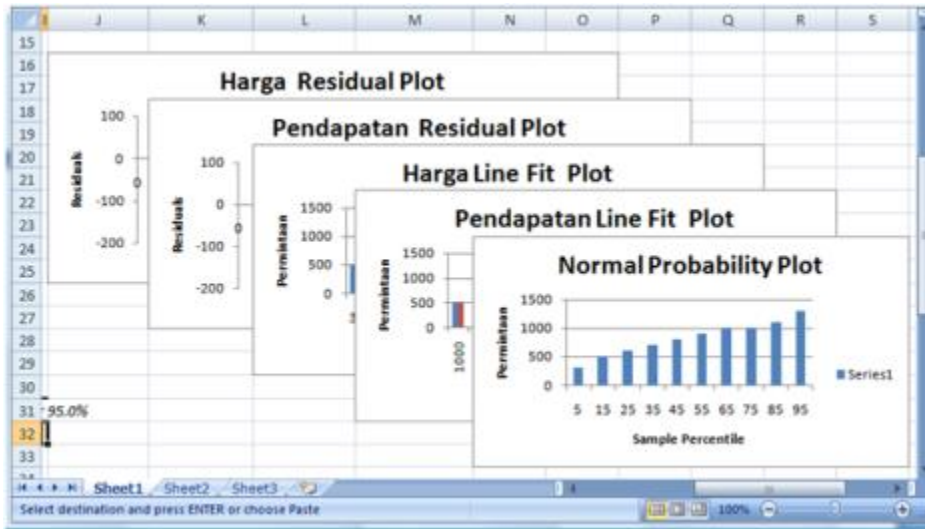 J K L M N O P Q R S
15
16
17
18
19
20
21
22
23
24
25
26
27
28
29
30
31
32
33
Harga Residual Plot
Residuals
100
0
-100
-200
0
Pendapatan Residual Plot
Residuals
100
0
-100
-200
0
Harga Line Fit Plot
Permintaan
1500
1000
500
0
Pendapatan Line Fit Plot
Permintaan
1500
1000
500
0
1000
Normal Probability Plot
Permintaan
1500
1000
500
0
5 15 25 35 45 55 65 75 85 95
Sample Percentile
Series1
95.0%
Sheet1 Sheet2 Sheet3
Select destination and press ENTER or choose Paste
100%